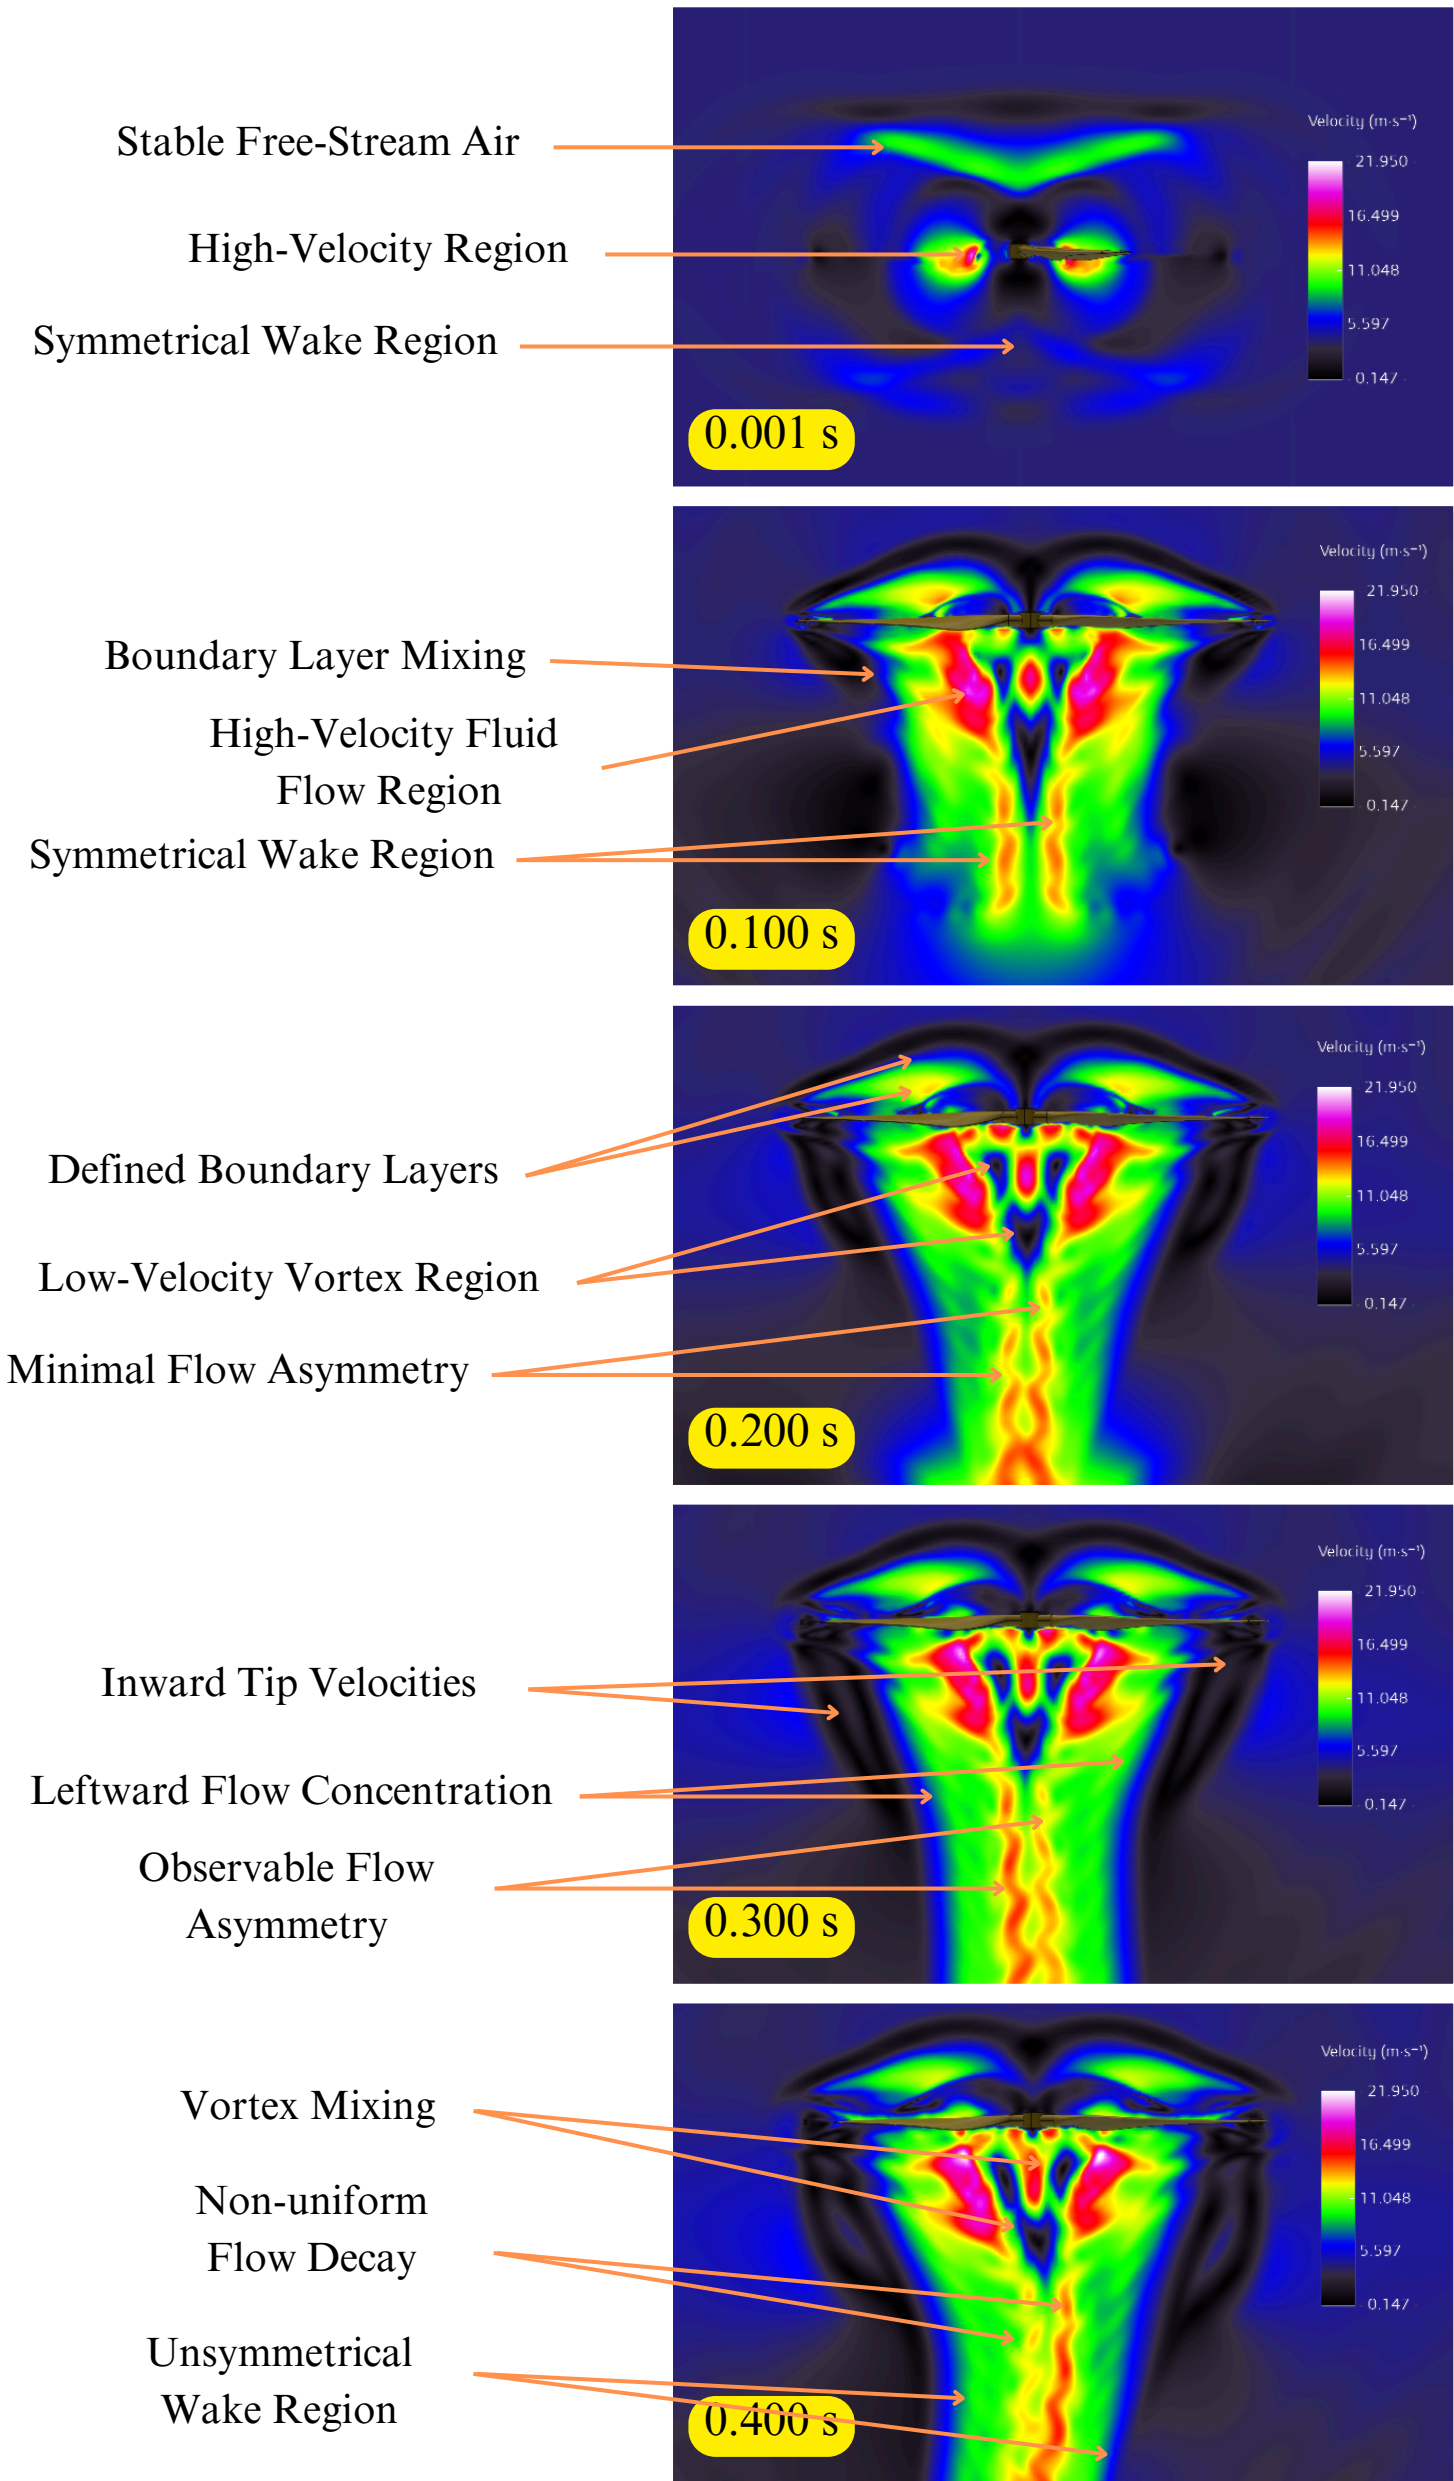 Stable Free-Stream Air
High-Velocity Region
Symmetrical Wake Region
Velocity (m·s⁻¹)
21.950
16.499
11.048
5.597
0.147
0.001 s
Boundary Layer Mixing
High-Velocity Fluid
Flow Region
Symmetrical Wake Region
Velocity (m·s⁻¹)
21.950
16.499
11.048
5.597
0.147
0.100 s
Defined Boundary Layers
Low-Velocity Vortex Region
Minimal Flow Asymmetry
Velocity (m·s⁻¹)
21.950
16.499
11.048
5.597
0.147
0.200 s
Inward Tip Velocities
Leftward Flow Concentration
Observable Flow
Asymmetry
Velocity (m·s⁻¹)
21.950
16.499
11.048
5.597
0.147
0.300 s
Vortex Mixing
Non-uniform
Flow Decay
Unsymmetrical
Wake Region
Velocity (m·s⁻¹)
21.950
16.499
11.048
5.597
0.147
0.400 s